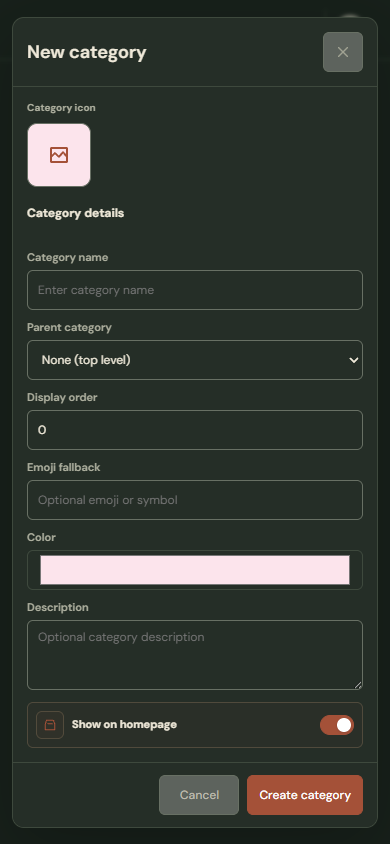 New category
Category icon
Category details
Category name
Enter category name
Parent category
None (top level)
Display order
0
Emoji fallback
Optional emoji or symbol
Color
Description
Optional category description
Show on homepage
Cancel
Create category